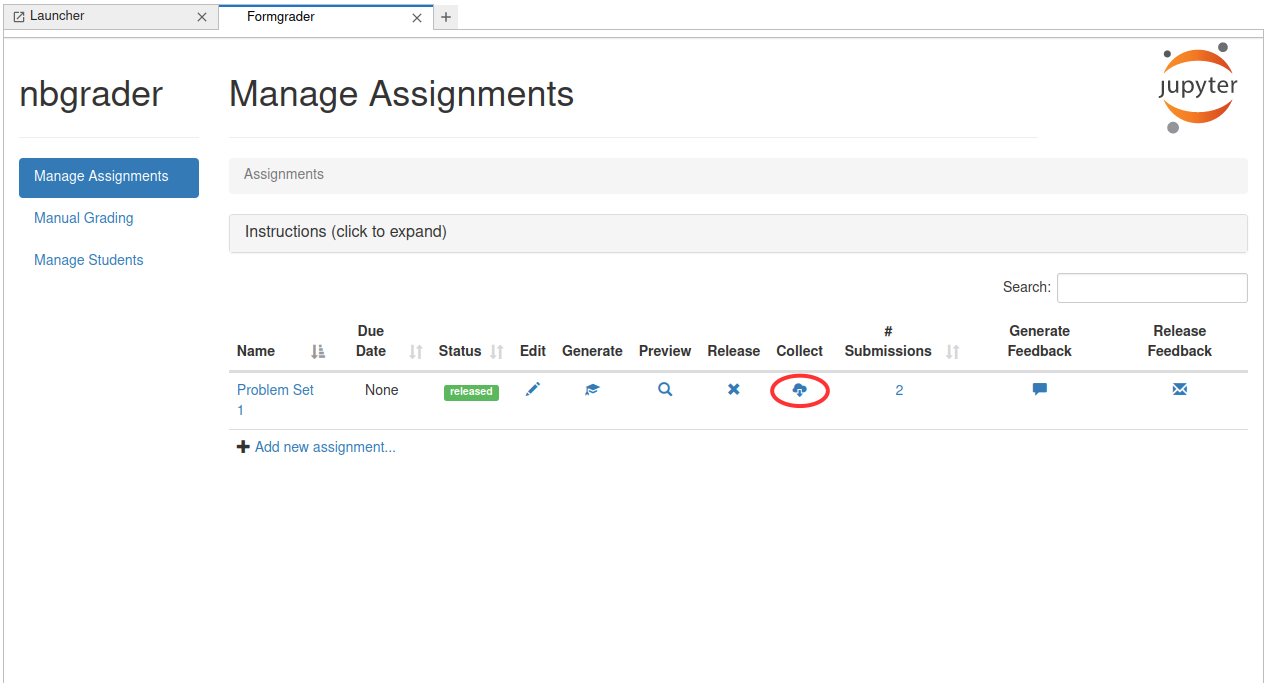 Launcher
Formgrader
nbgrader
Manage Assignments
jupyter
Manage Assignments
Manual Grading
Manage Students
Assignments
Instructions (click to expand)
Search:
Name Due Date Status Edit Generate Preview Release Collect # Submissions Generate Feedback Release Feedback
Problem Set 1 None released 2
Add new assignment...